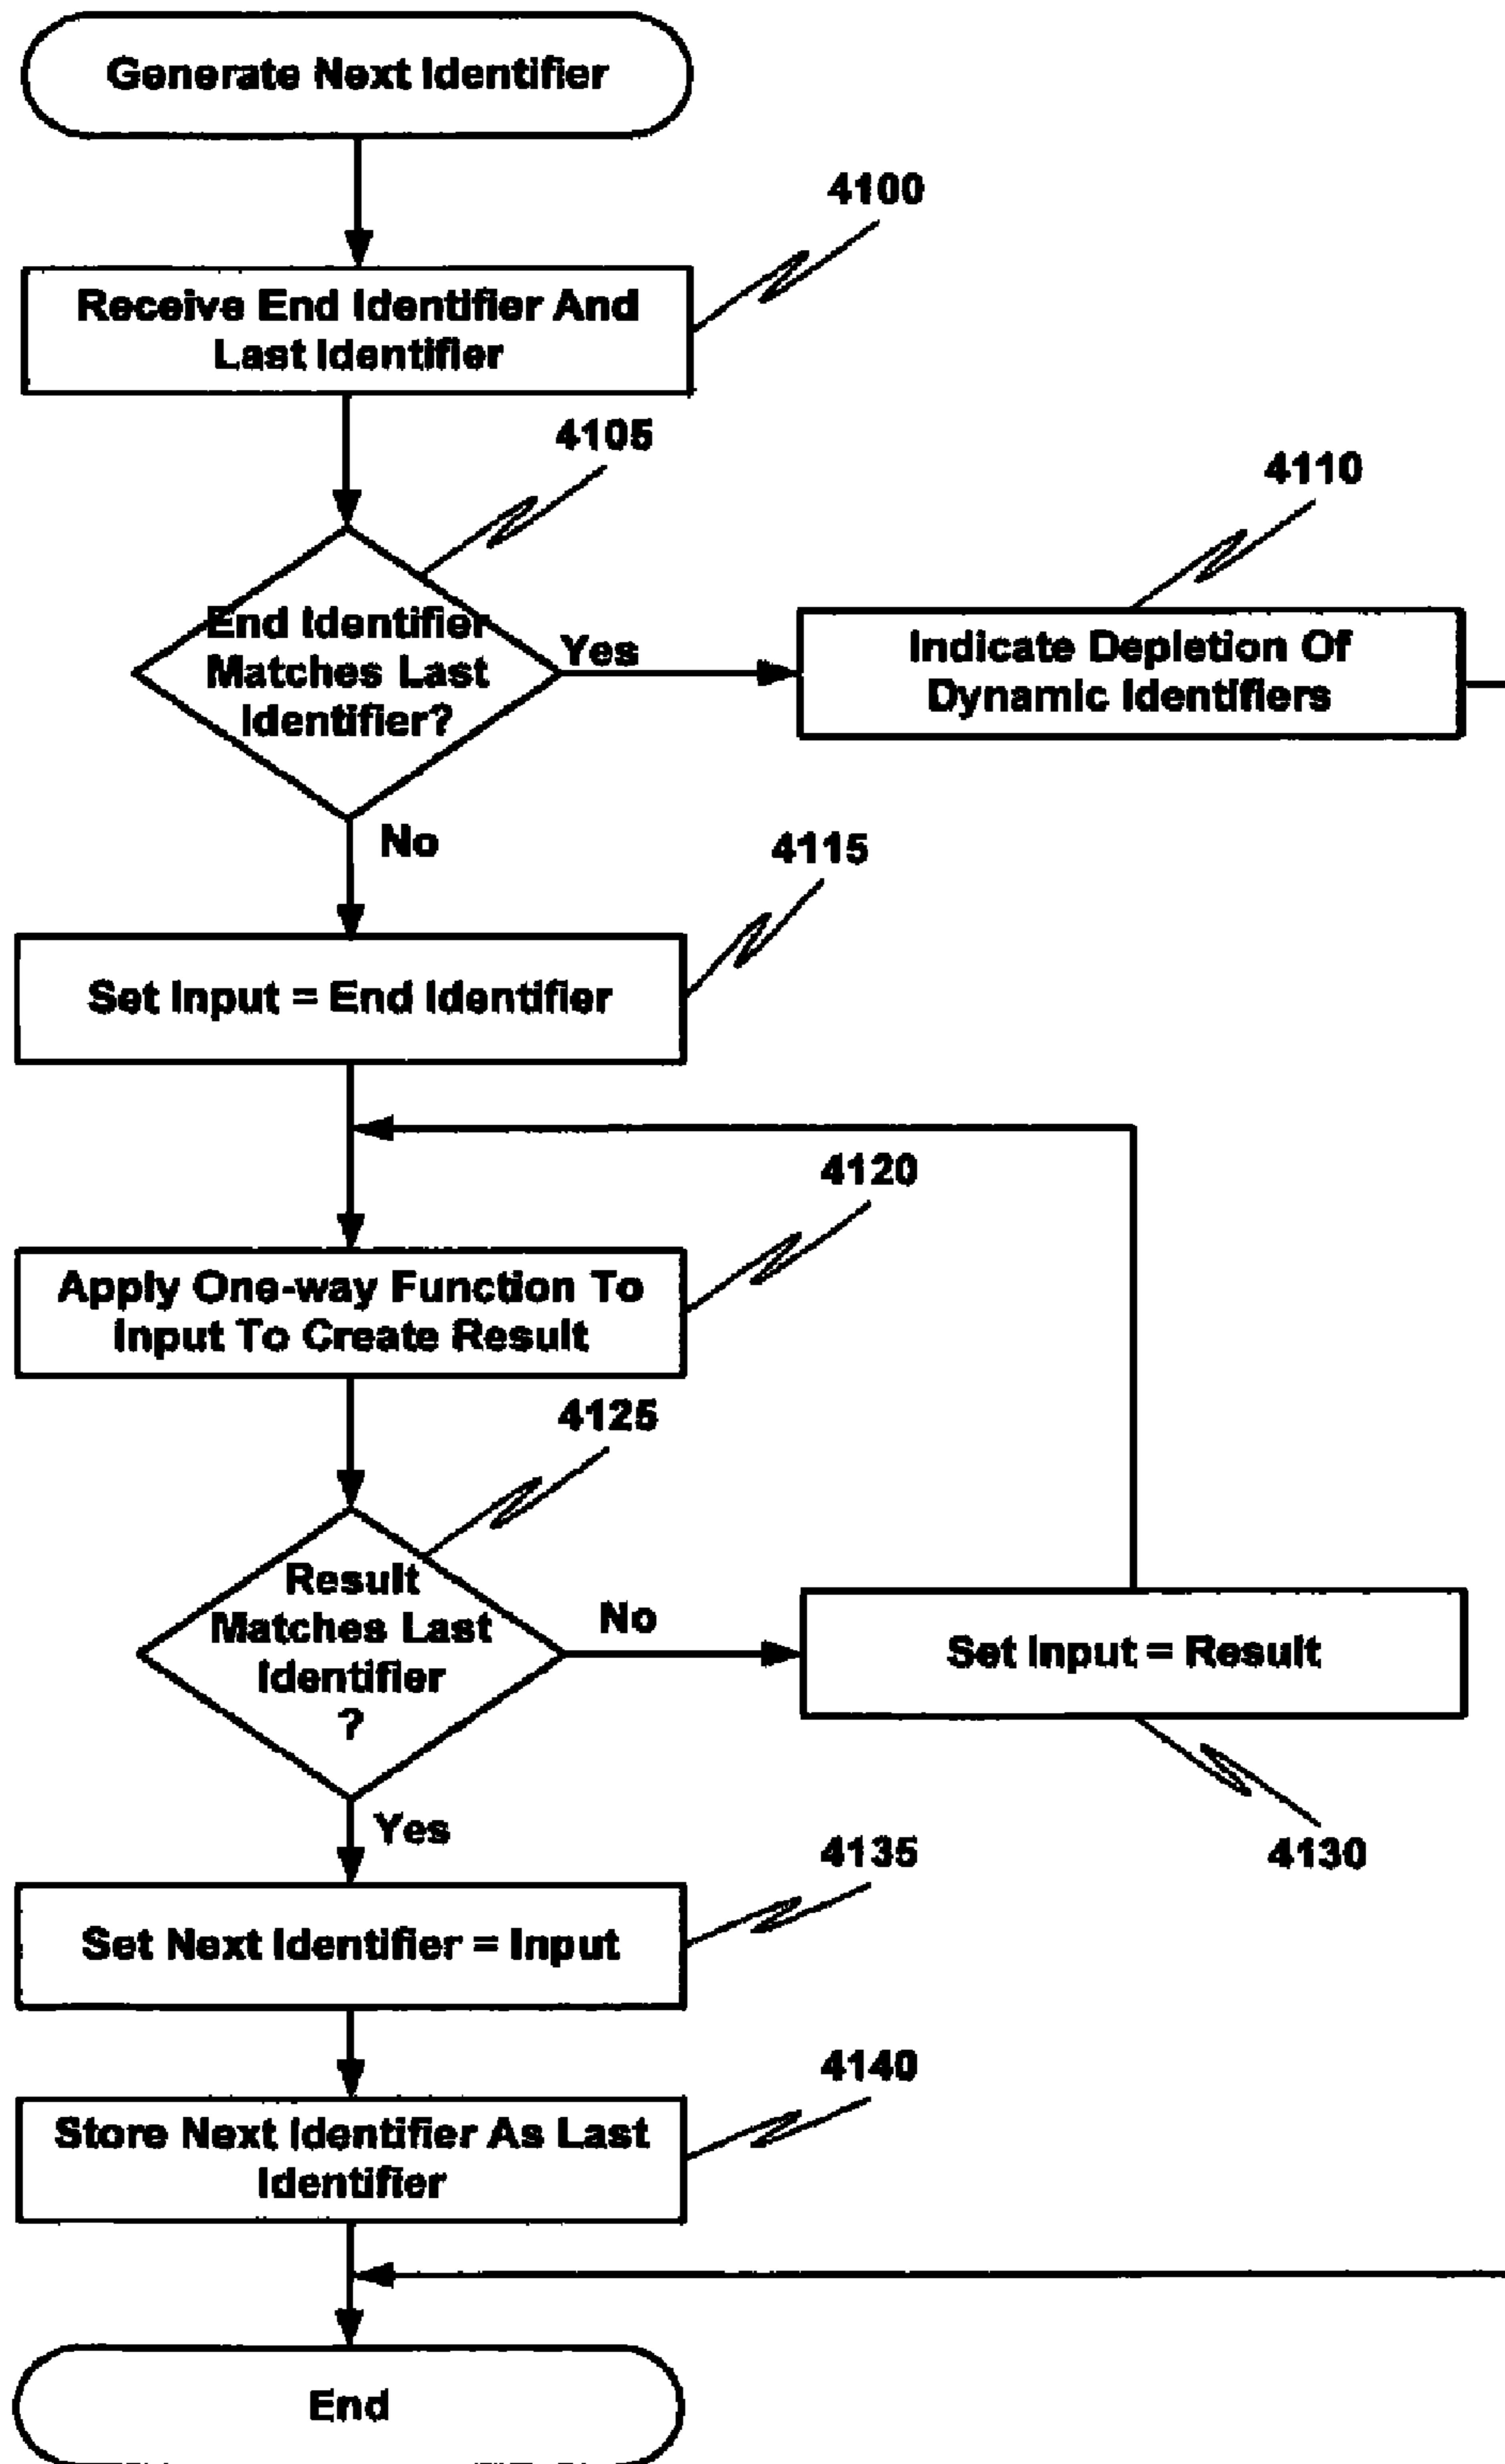 Generate Next Identifier
4100
Receive End Identifier And
Last Identifier
4105
4110
End Identifier
Matches Last
Identifier?
Yes
Indicate Depletion Of
Dynamic Identifiers
No
4115
Set Input = End Identifier
4120
Apply One-way Function To
Input To Create Result
4125
Result
Matches Last
Identifier
?
No
Set Input = Result
Yes
4135
4130
Set Next Identifier = Input
4140
Store Next Identifier As Last
Identifier
End